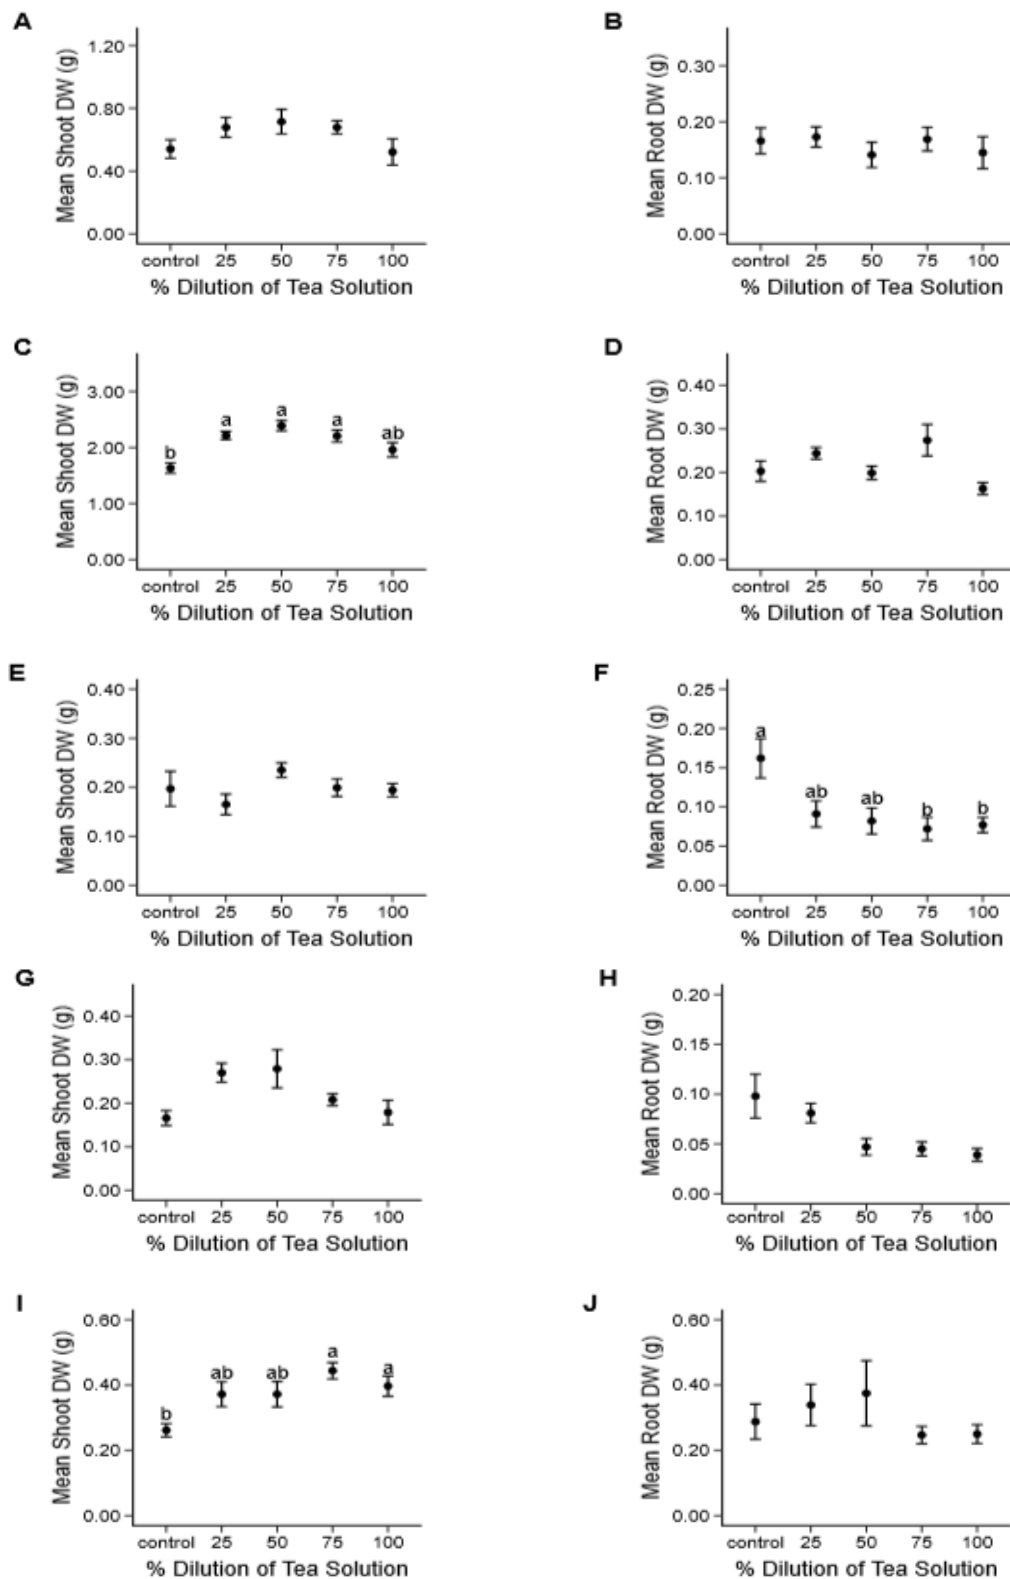 A
Mean Shoot DW (g)
1.20
0.80
0.40
0.00
control 25 50 75 100
% Dilution of Tea Solution
B
Mean Root DW (g)
0.30
0.20
0.10
0.00
control 25 50 75 100
% Dilution of Tea Solution
C
Mean Shoot DW (g)
3.00
2.00
1.00
0.00
b a a a ab
control 25 50 75 100
% Dilution of Tea Solution
D
Mean Root DW (g)
0.40
0.30
0.20
0.10
0.00
control 25 50 75 100
% Dilution of Tea Solution
E
Mean Shoot DW (g)
0.40
0.30
0.20
0.10
0.00
control 25 50 75 100
% Dilution of Tea Solution
F
Mean Root DW (g)
0.25
0.20
0.15
0.10
0.05
0.00
a ab ab b b
control 25 50 75 100
% Dilution of Tea Solution
G
Mean Shoot DW (g)
0.40
0.30
0.20
0.10
0.00
control 25 50 75 100
% Dilution of Tea Solution
H
Mean Root DW (g)
0.20
0.15
0.10
0.05
0.00
control 25 50 75 100
% Dilution of Tea Solution
I
Mean Shoot DW (g)
0.60
0.40
0.20
0.00
b ab ab a a
control 25 50 75 100
% Dilution of Tea Solution
J
Mean Root DW (g)
0.60
0.40
0.20
0.00
control 25 50 75 100
% Dilution of Tea Solution